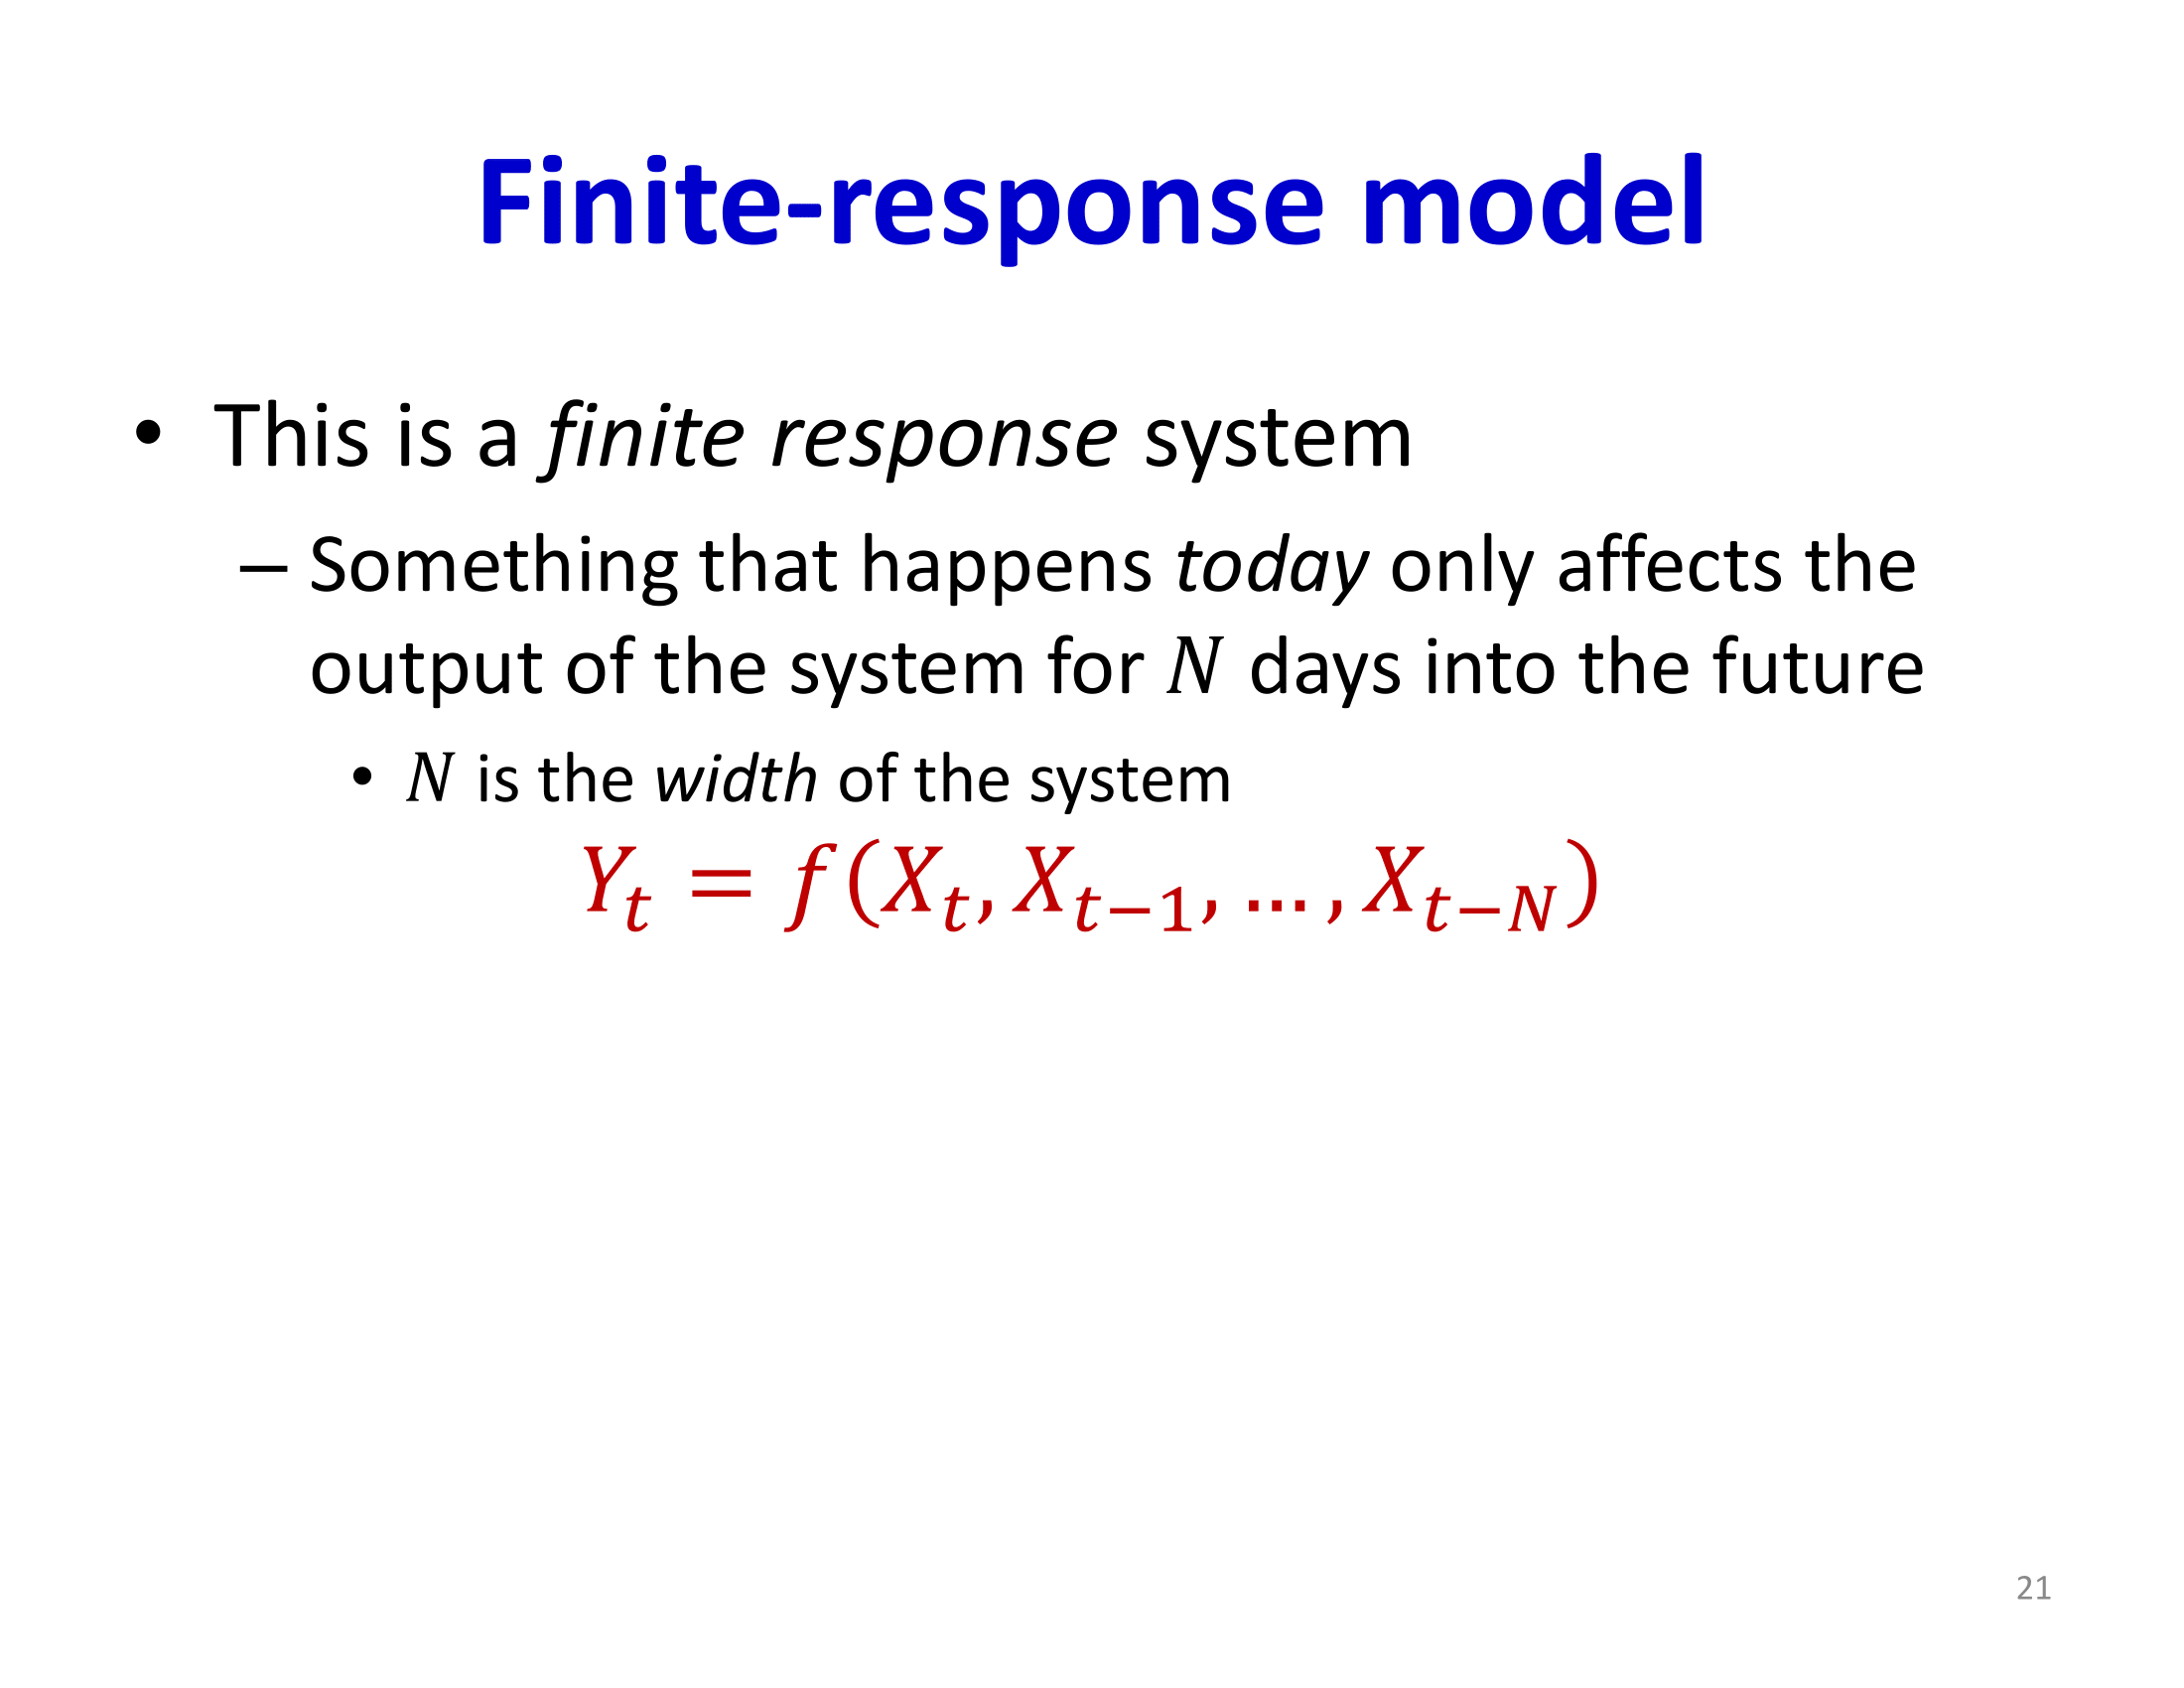 Finite-response model
• This is a finite response system
– Something that happens today only affects the
output of the system for N days into the future
• N is the width of the system
Y_t = f(X_t, X_{t-1}, ..., X_{t-N})
21